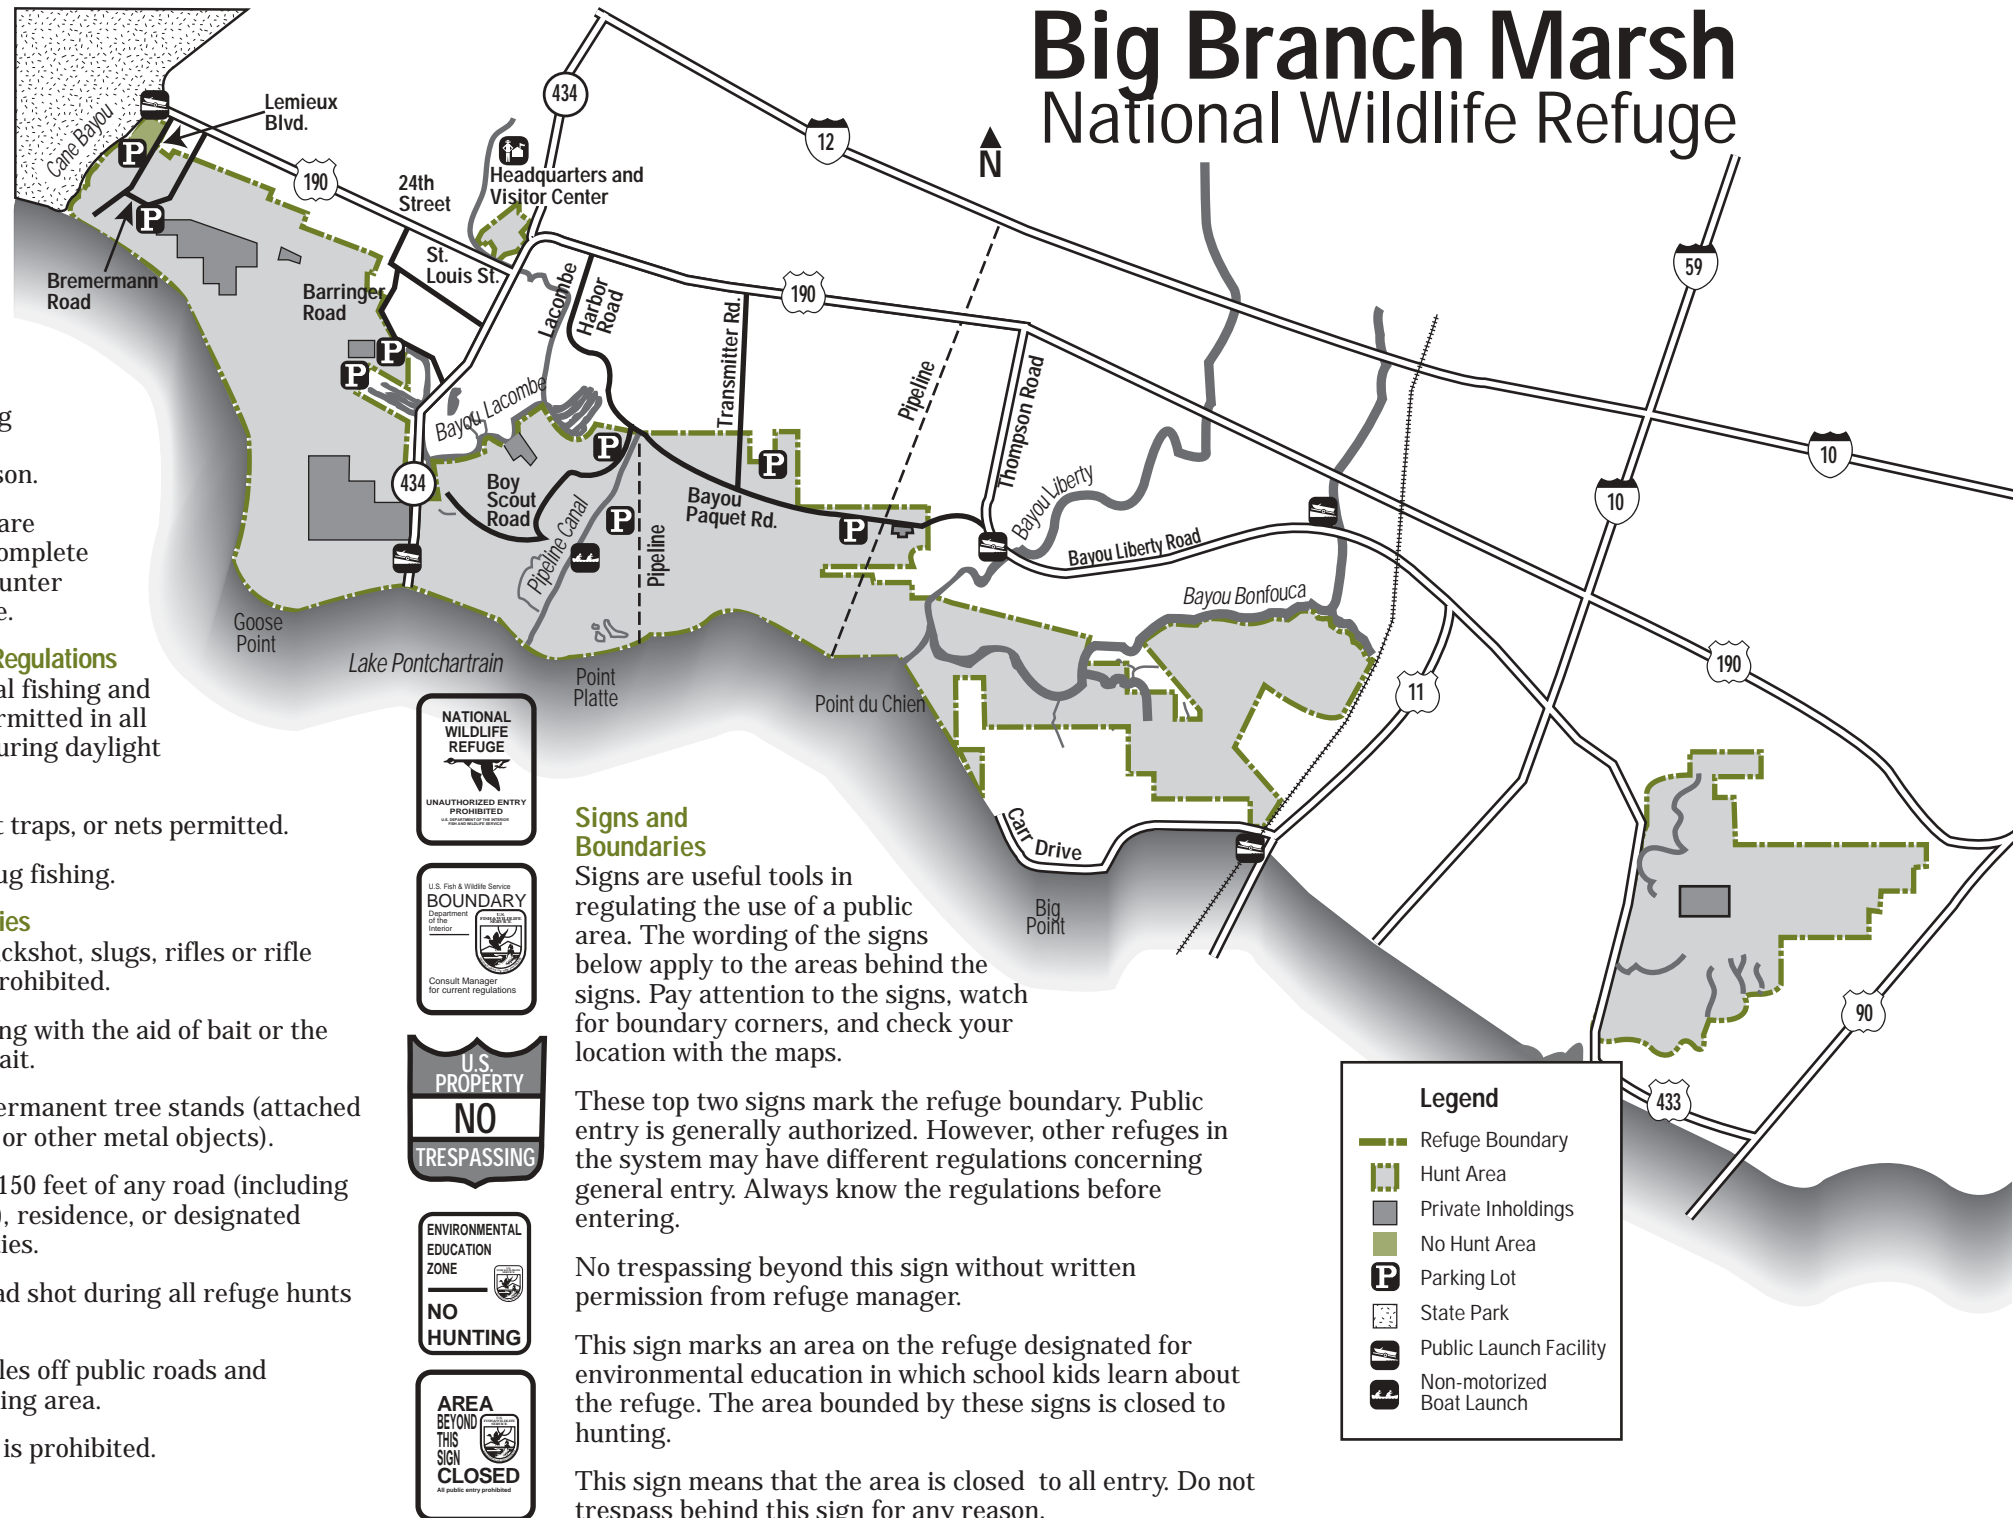 Big Branch Marsh
National Wildlife Refuge
N
Cane Bayou
Lemieux
Blvd.
434
12
Headquarters and
Visitor Center
190
24th
Street
St.
Louis St.
Bremermann
Road
Barringer
Road
Lacombe
Harbor
Road
Transmitter Rd.
190
Pipeline
Thompson Road
59
10
10
P
P
P
P
P
P
P
P
Bayou Lacombe
434
Boy
Scout
Road
Pipeline Canal
Pipeline
Bayou
Paquet Rd.
Bayou Liberty
Bayou Liberty Road
Bayou Bonfouca
Goose
Point
Lake Pontchartrain
Point
Platte
Point du Chien
11
190
Carr Drive
Big
Point
90
433
g
son.
are
omplete
unter
e.
Regulations
al fishing and
rmitted in all
uring daylight
t traps, or nets permitted.
ug fishing.
ies
ckshot, slugs, rifles or rifle
rohibited.
ng with the aid of bait or the
ait.
ermanent tree stands (attached
or other metal objects).
150 feet of any road (including
), residence, or designated
ties.
ad shot during all refuge hunts
les off public roads and
ing area.
is prohibited.
NATIONAL
WILDLIFE
REFUGE
UNAUTHORIZED ENTRY
PROHIBITED
U.S. DEPARTMENT OF THE INTERIOR
FISH AND WILDLIFE SERVICE
U.S. Fish & Wildlife Service
BOUNDARY
Department
of the
Interior
U.S.
FISH & WILDLIFE
SERVICE
Consult Manager
for current regulations
U.S.
PROPERTY
NO
TRESPASSING
ENVIRONMENTAL
EDUCATION
ZONE
NO
HUNTING
AREA
BEYOND
THIS
SIGN
CLOSED
All public entry prohibited
Signs and
Boundaries
Signs are useful tools in
regulating the use of a public
area. The wording of the signs
below apply to the areas behind the
signs. Pay attention to the signs, watch
for boundary corners, and check your
location with the maps.
These top two signs mark the refuge boundary. Public
entry is generally authorized. However, other refuges in
the system may have different regulations concerning
general entry. Always know the regulations before
entering.
No trespassing beyond this sign without written
permission from refuge manager.
This sign marks an area on the refuge designated for
environmental education in which school kids learn about
the refuge. The area bounded by these signs is closed to
hunting.
This sign means that the area is closed to all entry. Do not
trespass behind this sign for any reason.
Legend
Refuge Boundary
Hunt Area
Private Inholdings
No Hunt Area
P Parking Lot
State Park
Public Launch Facility
Non-motorized
Boat Launch